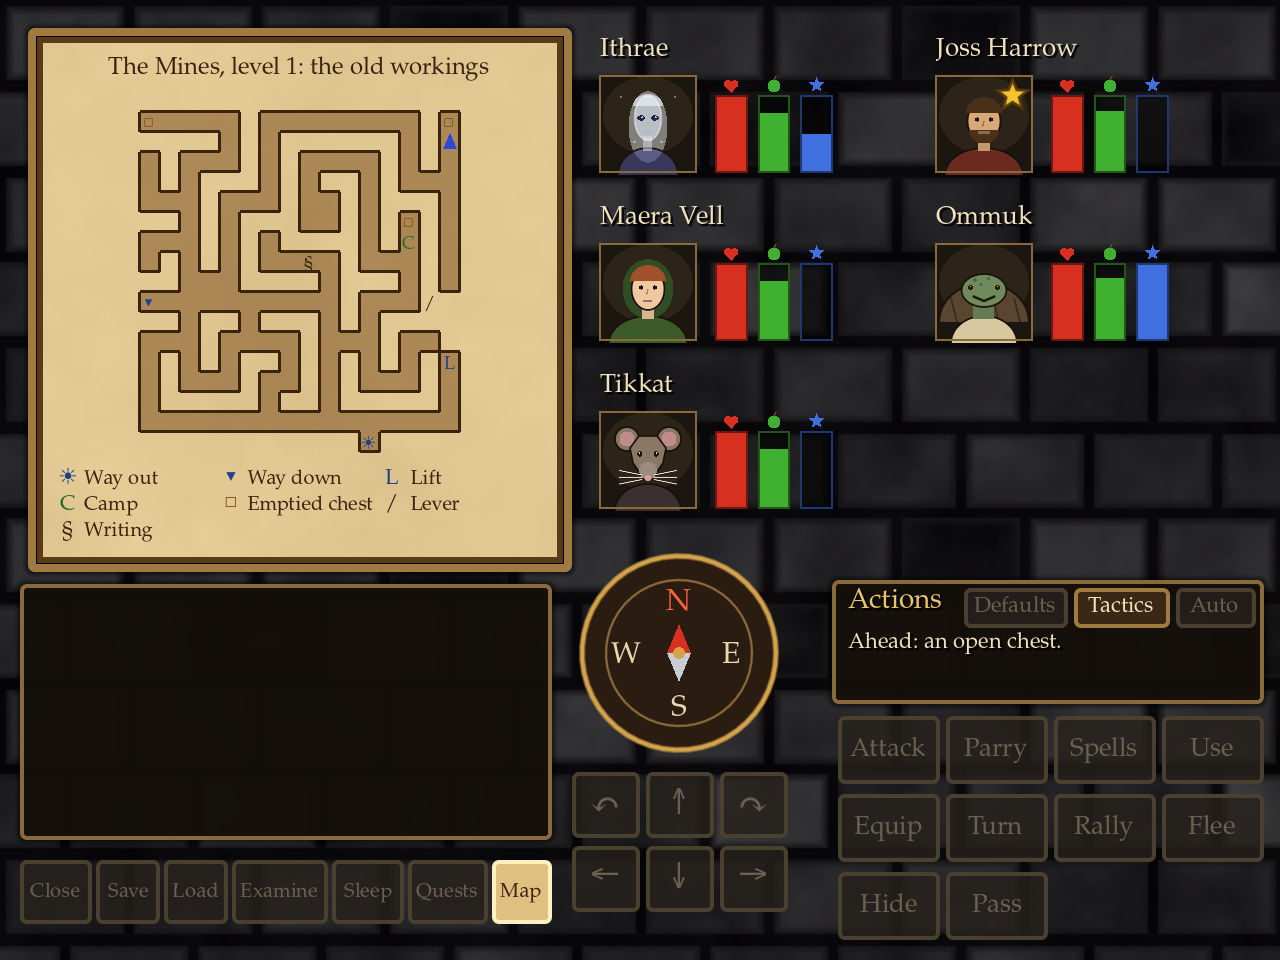 The Mines, level 1: the old workings
C
§
/
L
Way out
Way down
L Lift
C Camp
Emptied chest
/ Lever
§ Writing
Ithrae
Joss Harrow
Maera Vell
Ommuk
Tikkat
N
W E
S
Actions Defaults Tactics Auto
Ahead: an open chest.
Attack Parry Spells Use
Equip Turn Rally Flee
Hide Pass
Close Save Load Examine Sleep Quests Map